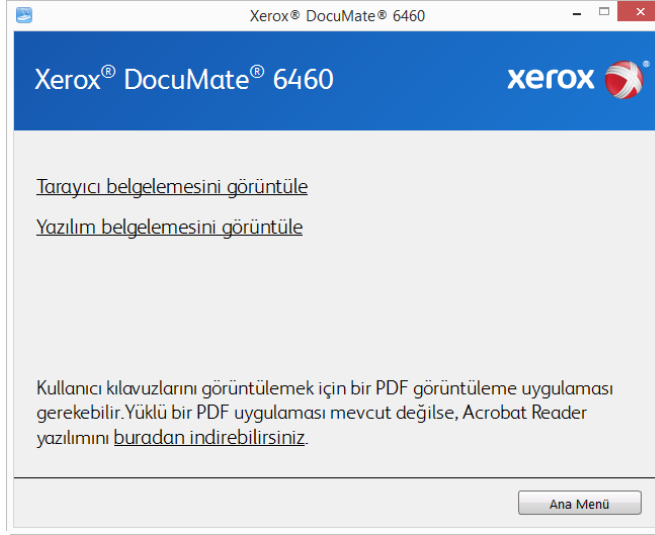 Xerox® DocuMate® 6460
Xerox® DocuMate® 6460
xerox®
Tarayıcı belgelemesini görüntüle
Yazılım belgelemesini görüntüle
Kullanıcı kılavuzlarını görüntülemek için bir PDF görüntüleme uygulaması
gerekebilir.Yüklü bir PDF uygulaması mevcut değilse, Acrobat Reader
yazılımını buradan indirebilirsiniz.
Ana Menü